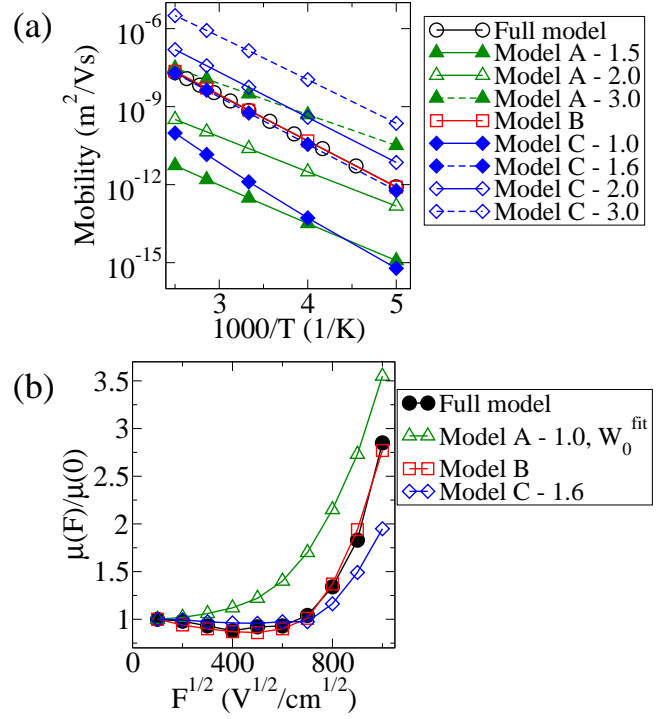 (a)
10^-6
10^-9
10^-12
10^-15
Mobility (m^2/Vs)
3 4 5
1000/T (1/K)
Full model
Model A - 1.5
Model A - 2.0
Model A - 3.0
Model B
Model C - 1.0
Model C - 1.6
Model C - 2.0
Model C - 3.0
(b)
3.5
3
2.5
2
1.5
1
μ(F)/μ(0)
0 400 800
F^1/2 (V^1/2/cm^1/2)
Full model
Model A - 1.0, W_0^fit
Model B
Model C - 1.6